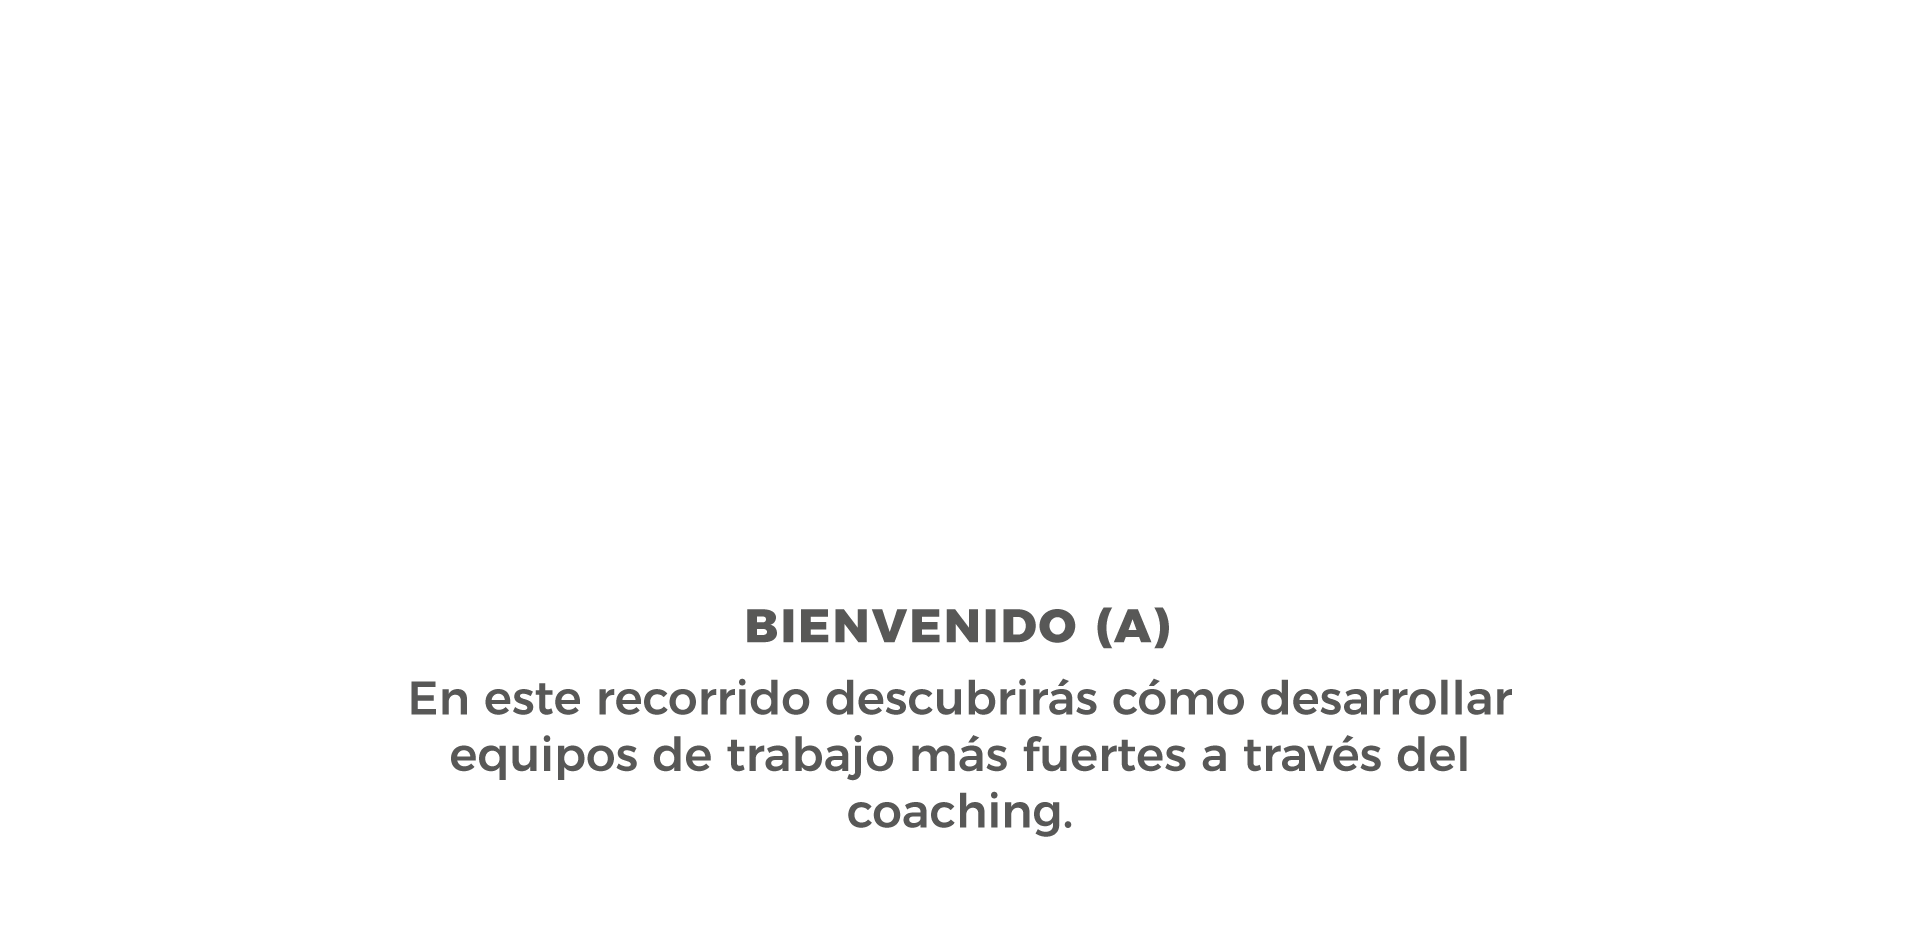 BIENVENIDO (A)
En este recorrido descubrirás cómo desarrollar
equipos de trabajo más fuertes a través del
coaching.